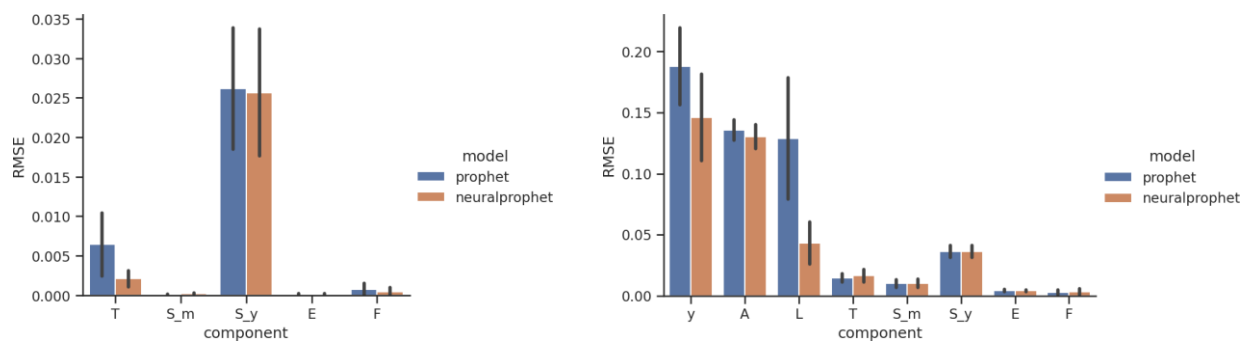 0.035
0.030
0.025
0.020
0.015
0.010
0.005
0.000
RMSE
T S_m S_y E F
component
model
prophet
neuralprophet
0.20
0.15
0.10
0.05
0.00
RMSE
y A L T S_m S_y E F
component
model
prophet
neuralprophet